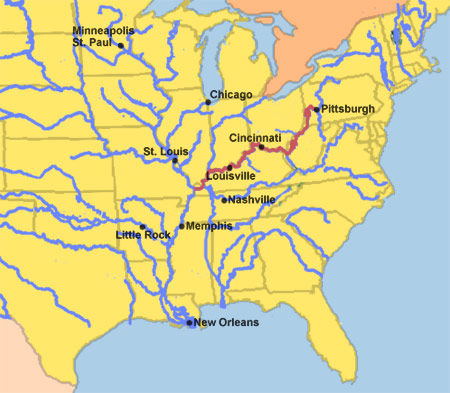 Minneapolis
St. Paul
Chicago
Pittsburgh
Cincinnati
St. Louis
Louisville
Nashville
Memphis
Little Rock
New Orleans